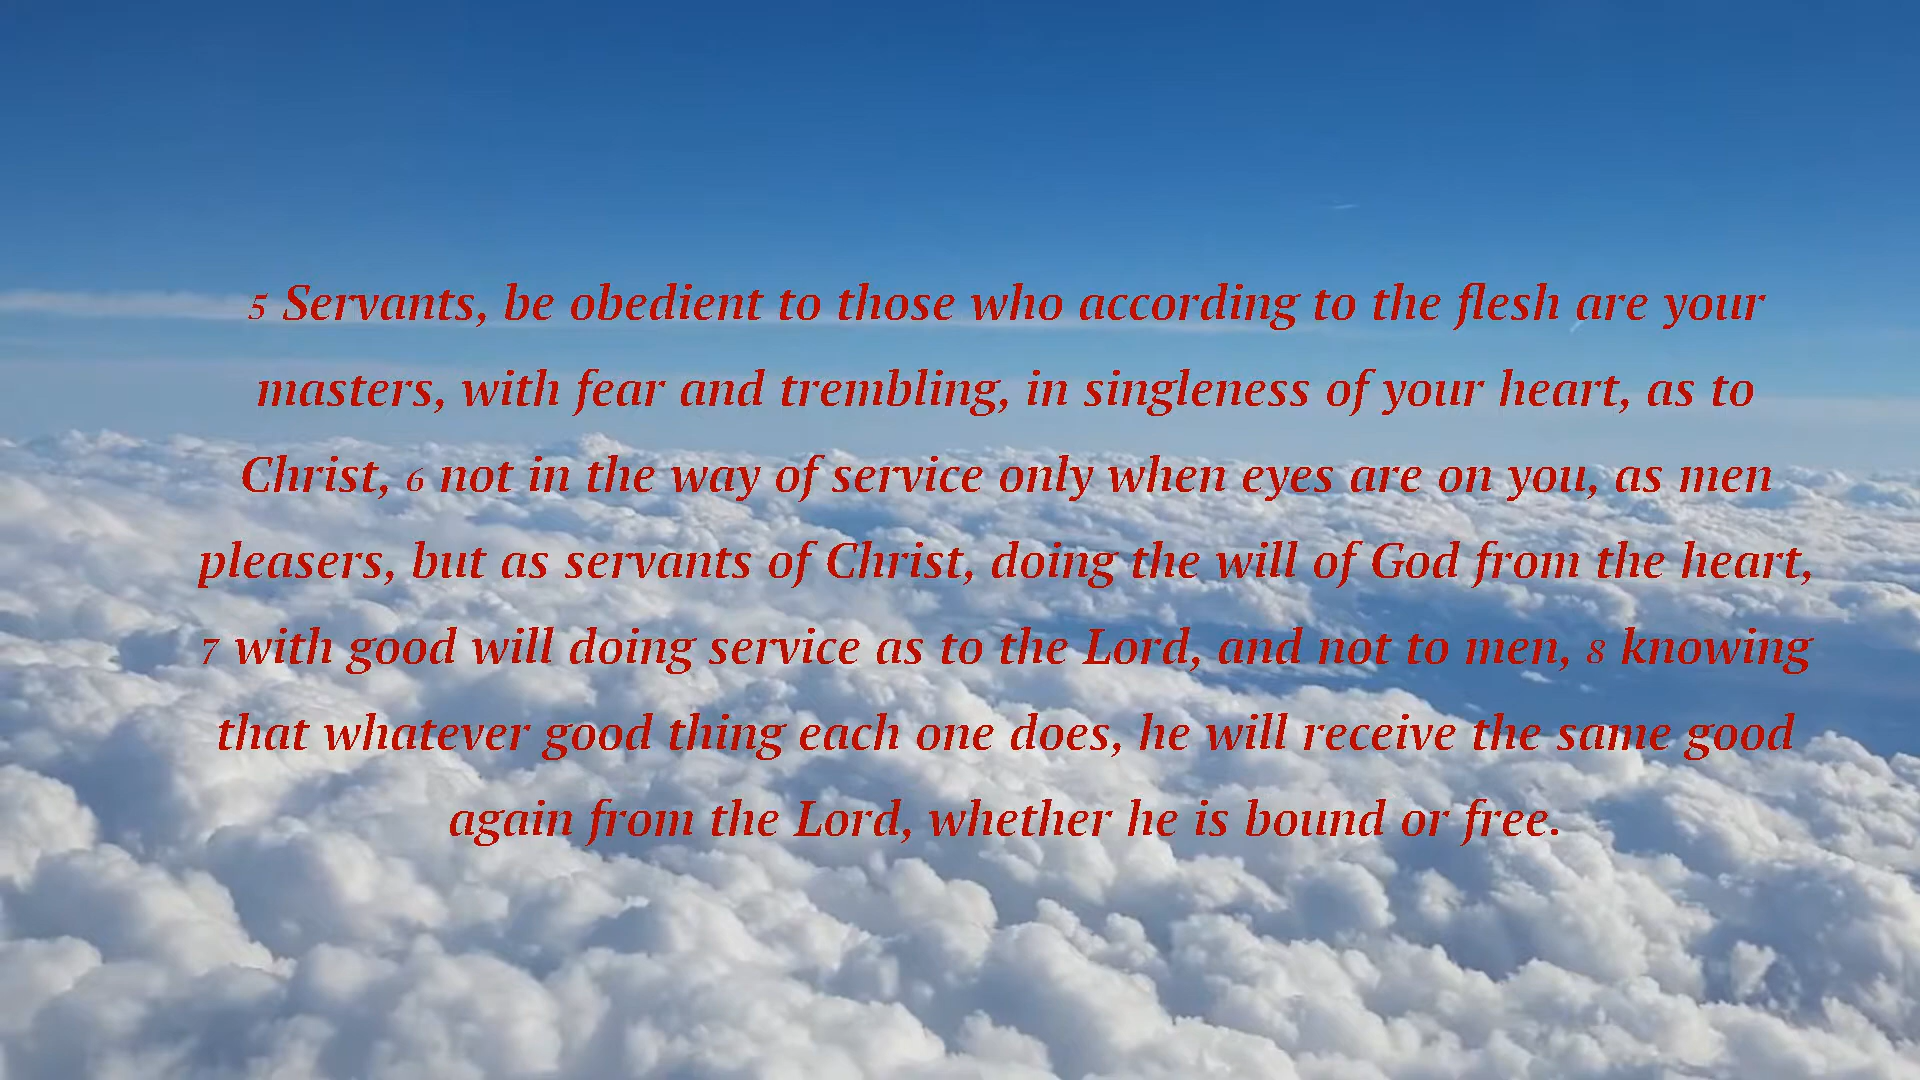 5 Servants, be obedient to those who according to the flesh are your
masters, with fear and trembling, in singleness of your heart, as to
Christ, 6 not in the way of service only when eyes are on you, as men
pleasers, but as servants of Christ, doing the will of God from the heart,
7 with good will doing service as to the Lord, and not to men, 8 knowing
that whatever good thing each one does, he will receive the same good
again from the Lord, whether he is bound or free.